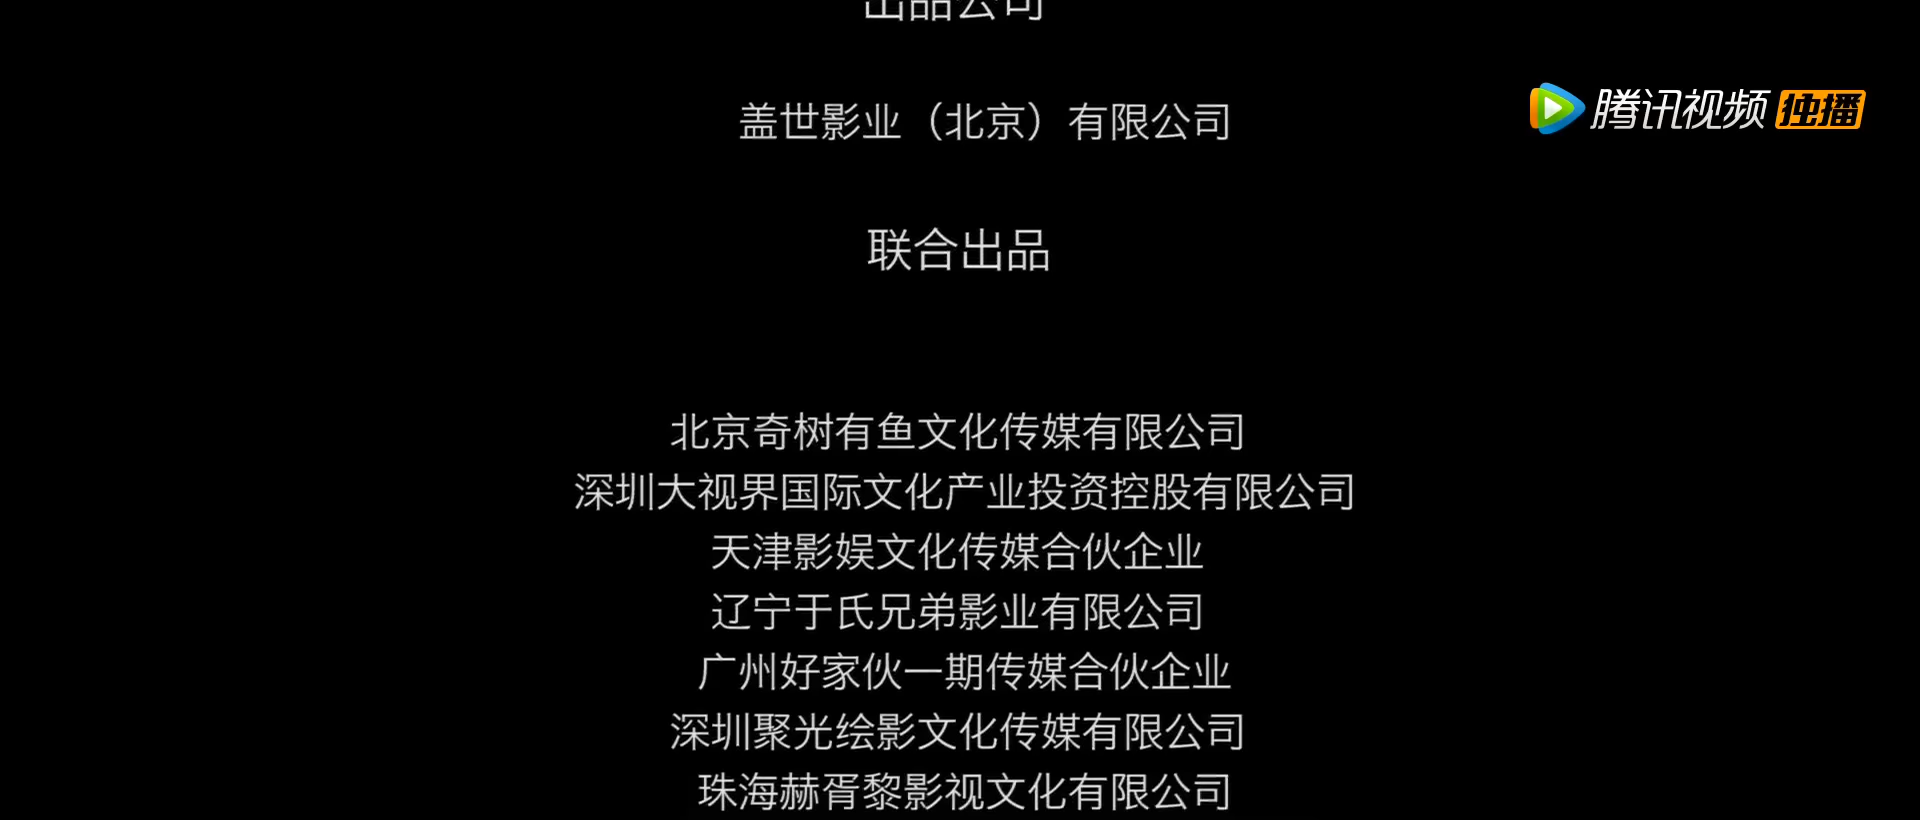 出品公司
盖世影业（北京）有限公司
腾讯视频 独播
联合出品
北京奇树有鱼文化传媒有限公司
深圳大视界国际文化产业投资控股有限公司
天津影娱文化传媒合伙企业
辽宁于氏兄弟影业有限公司
广州好家伙一期传媒合伙企业
深圳聚光绘影文化传媒有限公司
珠海赫胥黎影视文化有限公司